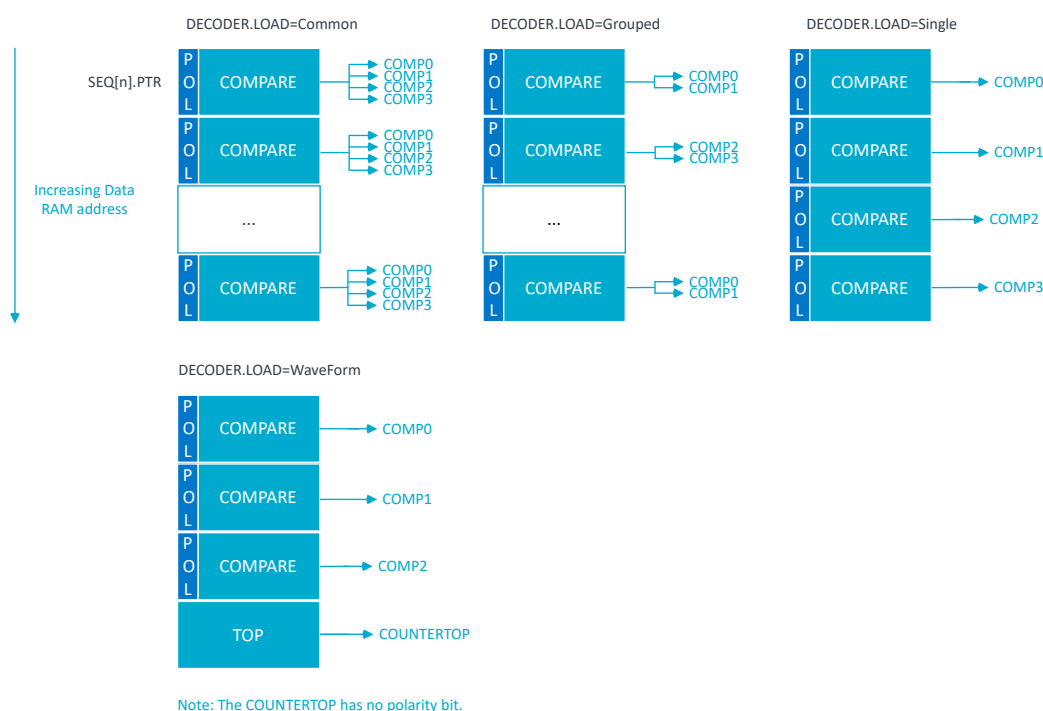 DECODER.LOAD=Common
DECODER.LOAD=Grouped
DECODER.LOAD=Single
SEQ[n].PTR
Increasing Data
RAM address
P
O
L
COMPARE
COMP0
COMP1
COMP2
COMP3
P
O
L
COMPARE
COMP0
COMP1
COMP2
COMP3
...
P
O
L
COMPARE
COMP0
COMP1
COMP2
COMP3
P
O
L
COMPARE
COMP0
COMP1
P
O
L
COMPARE
COMP2
COMP3
...
P
O
L
COMPARE
COMP0
COMP1
P
O
L
COMPARE
COMP0
P
O
L
COMPARE
COMP1
P
O
L
COMPARE
COMP2
P
O
L
COMPARE
COMP3
DECODER.LOAD=WaveForm
P
O
L
COMPARE
COMP0
P
O
L
COMPARE
COMP1
P
O
L
COMPARE
COMP2
TOP
COUNTERTOP
Note: The COUNTERTOP has no polarity bit.